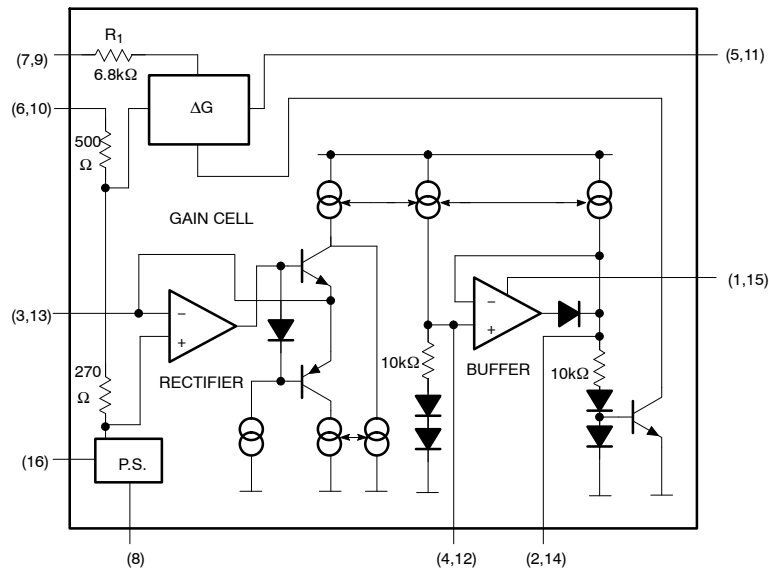 R1
(7,9)
6.8kΩ
ΔG
(5,11)
(6,10)
500
Ω
GAIN CELL
(1,15)
(3,13)
−
+
−
+
270
Ω
RECTIFIER
10kΩ
BUFFER
10kΩ
(16)
P.S.
(8)
(4,12)
(2,14)